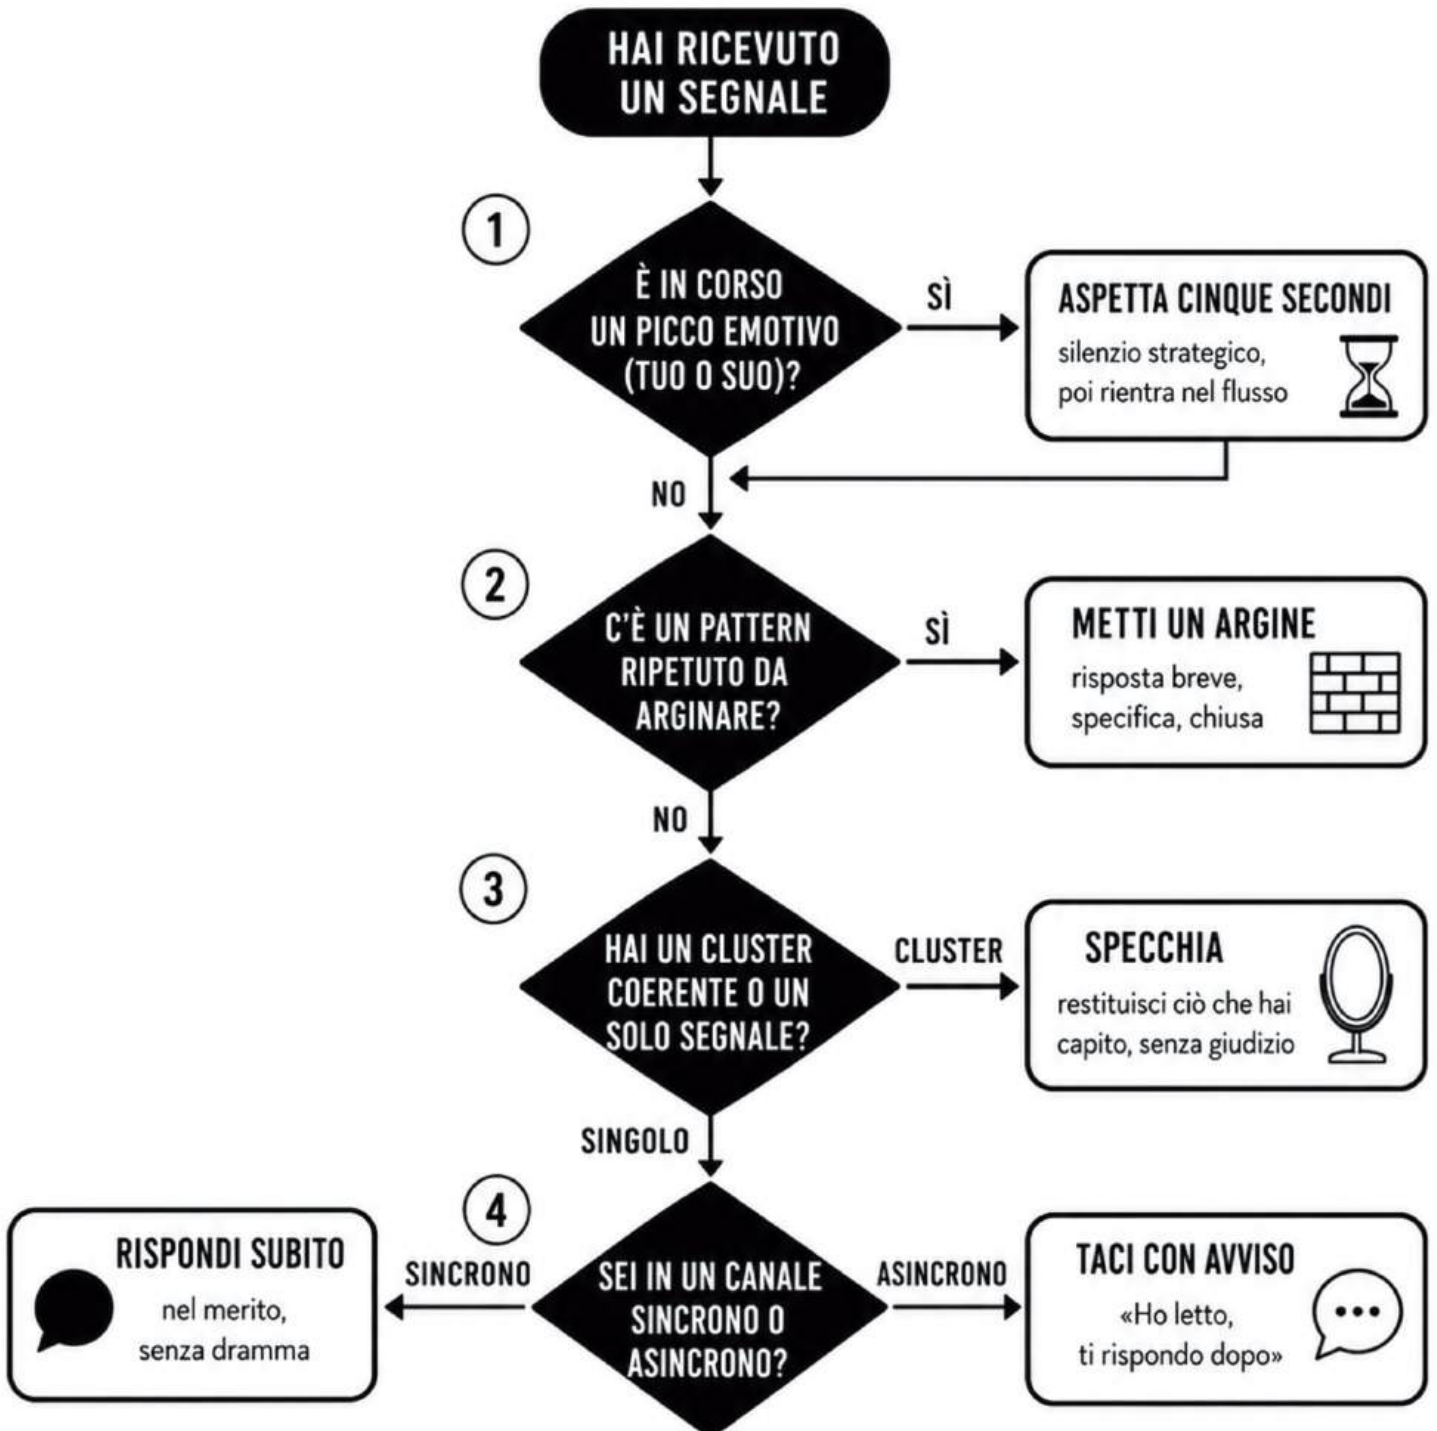 HAI RICEVUTO
UN SEGNALE
1
È IN CORSO
UN PICCO EMOTIVO
(TUO O SUO)?
SÌ
ASPETTA CINQUE SECONDI
silenzio strategico,
poi rientra nel flusso
NO
2
C'È UN PATTERN
RIPETUTO DA
ARGINARE?
SÌ
METTI UN ARGINE
risposta breve,
specifica, chiusa
NO
3
HAI UN CLUSTER
COERENTE O UN
SOLO SEGNALE?
CLUSTER
SPECCHIA
restituisci ciò che hai
capito, senza giudizio
SINGOLO
4
SEI IN UN CANALE
SINCRONO O
ASINCRONO?
SINCRONO
RISPONDI SUBITO
nel merito,
senza dramma
ASINCRONO
TACI CON AVVISO
«Ho letto,
ti rispondo dopo»